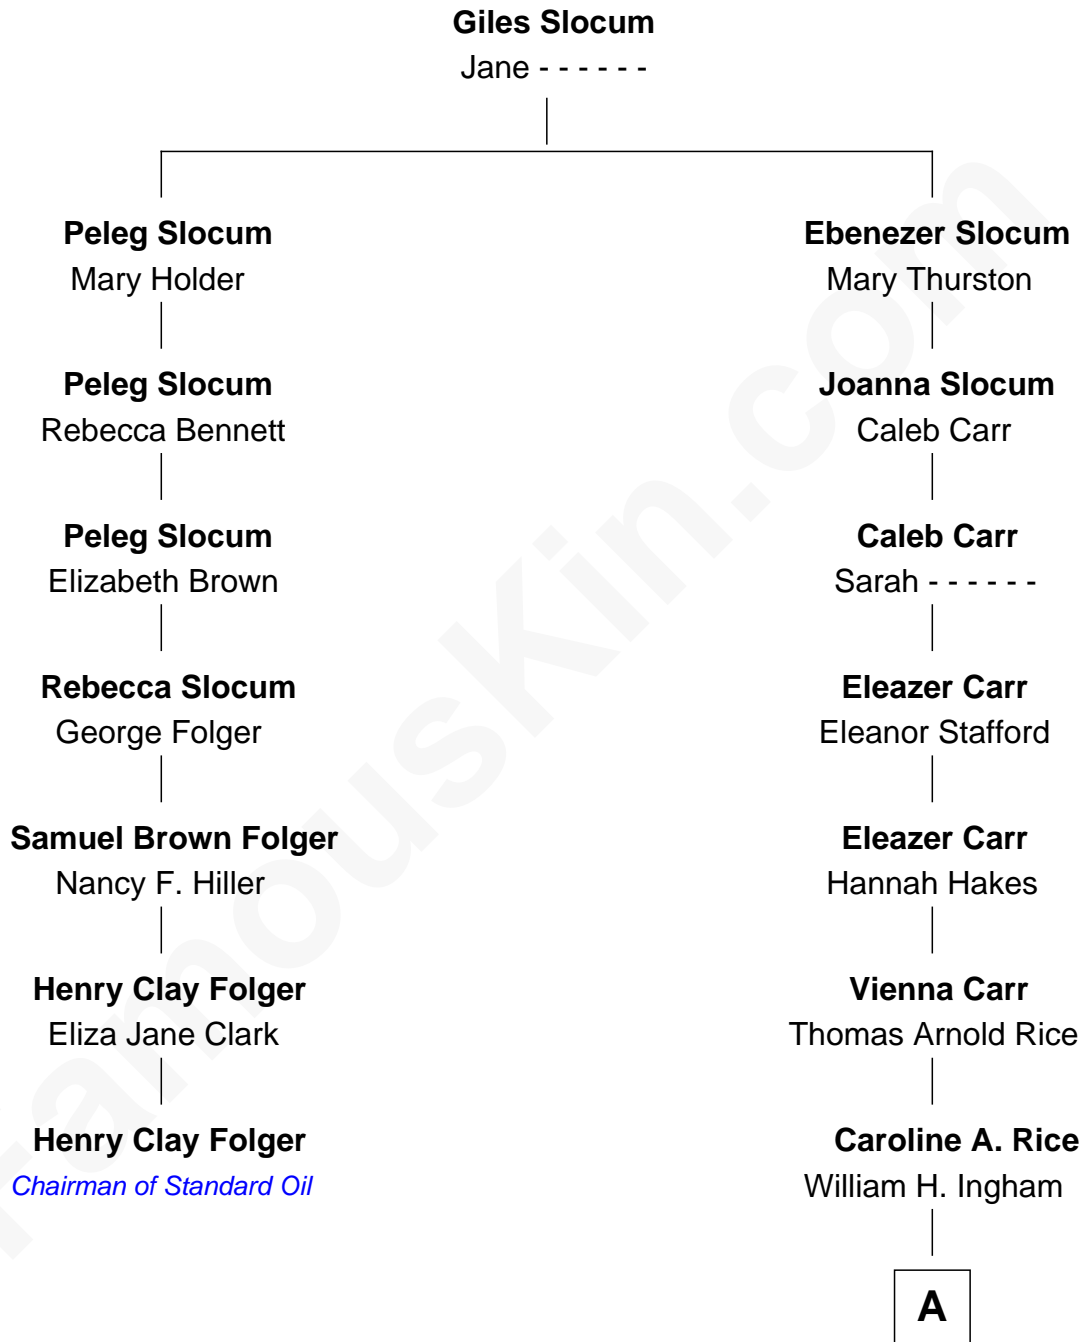 Giles Slocum
Jane - - - - - -
Peleg Slocum
Mary Holder
Ebenezer Slocum
Mary Thurston
Peleg Slocum
Rebecca Bennett
Joanna Slocum
Caleb Carr
Peleg Slocum
Elizabeth Brown
Caleb Carr
Sarah - - - - - -
Rebecca Slocum
George Folger
Eleazer Carr
Eleanor Stafford
Samuel Brown Folger
Nancy F. Hiller
Eleazer Carr
Hannah Hakes
Henry Clay Folger
Eliza Jane Clark
Vienna Carr
Thomas Arnold Rice
Henry Clay Folger
Chairman of Standard Oil
Caroline A. Rice
William H. Ingham
A
FamousKin.com